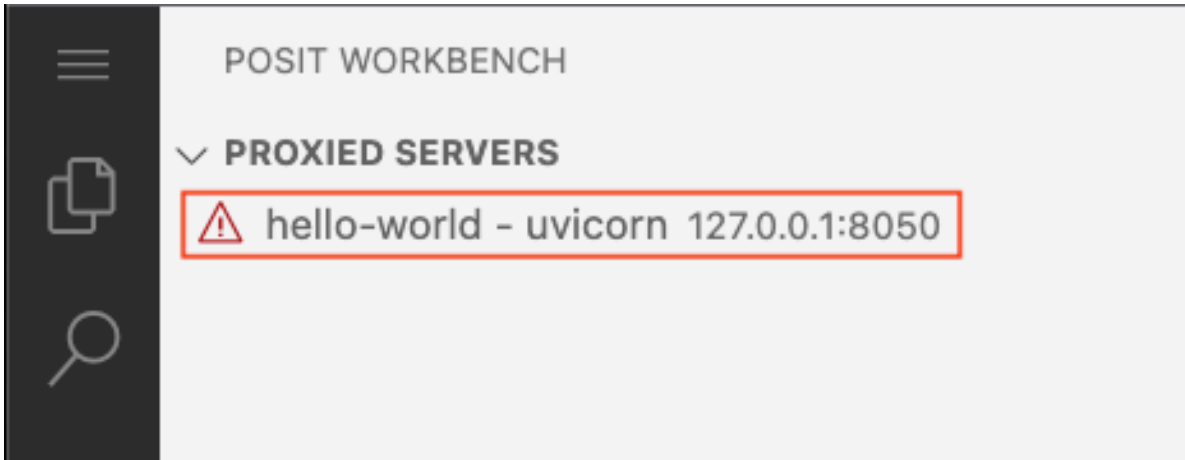 POSIT WORKBENCH
PROXIED SERVERS
hello-world - uvicorn 127.0.0.1:8050